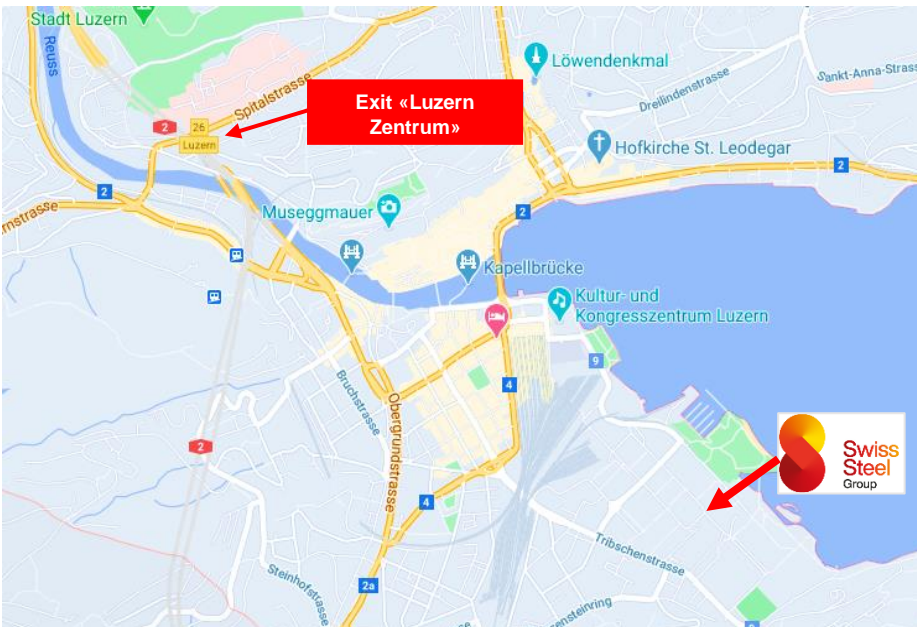 Stadt Luzern
Reuss
Löwendenkmal
Sankt-Anna-Stras
Dreilindenstrasse
Exit «Luzern
Zentrum»
Spitalstrasse
2
26
Luzern
Hofkirche St. Leodegar
2
2
Museggmauer
2
nstrasse
Kapellbrücke
Kultur- und
Kongresszentrum Luzern
9
4
Bruchstrasse
Obergrundstrasse
2
Swiss
Steel
Group
4
Tribschenstrasse
Steinhofstrasse
2a
ensteinring